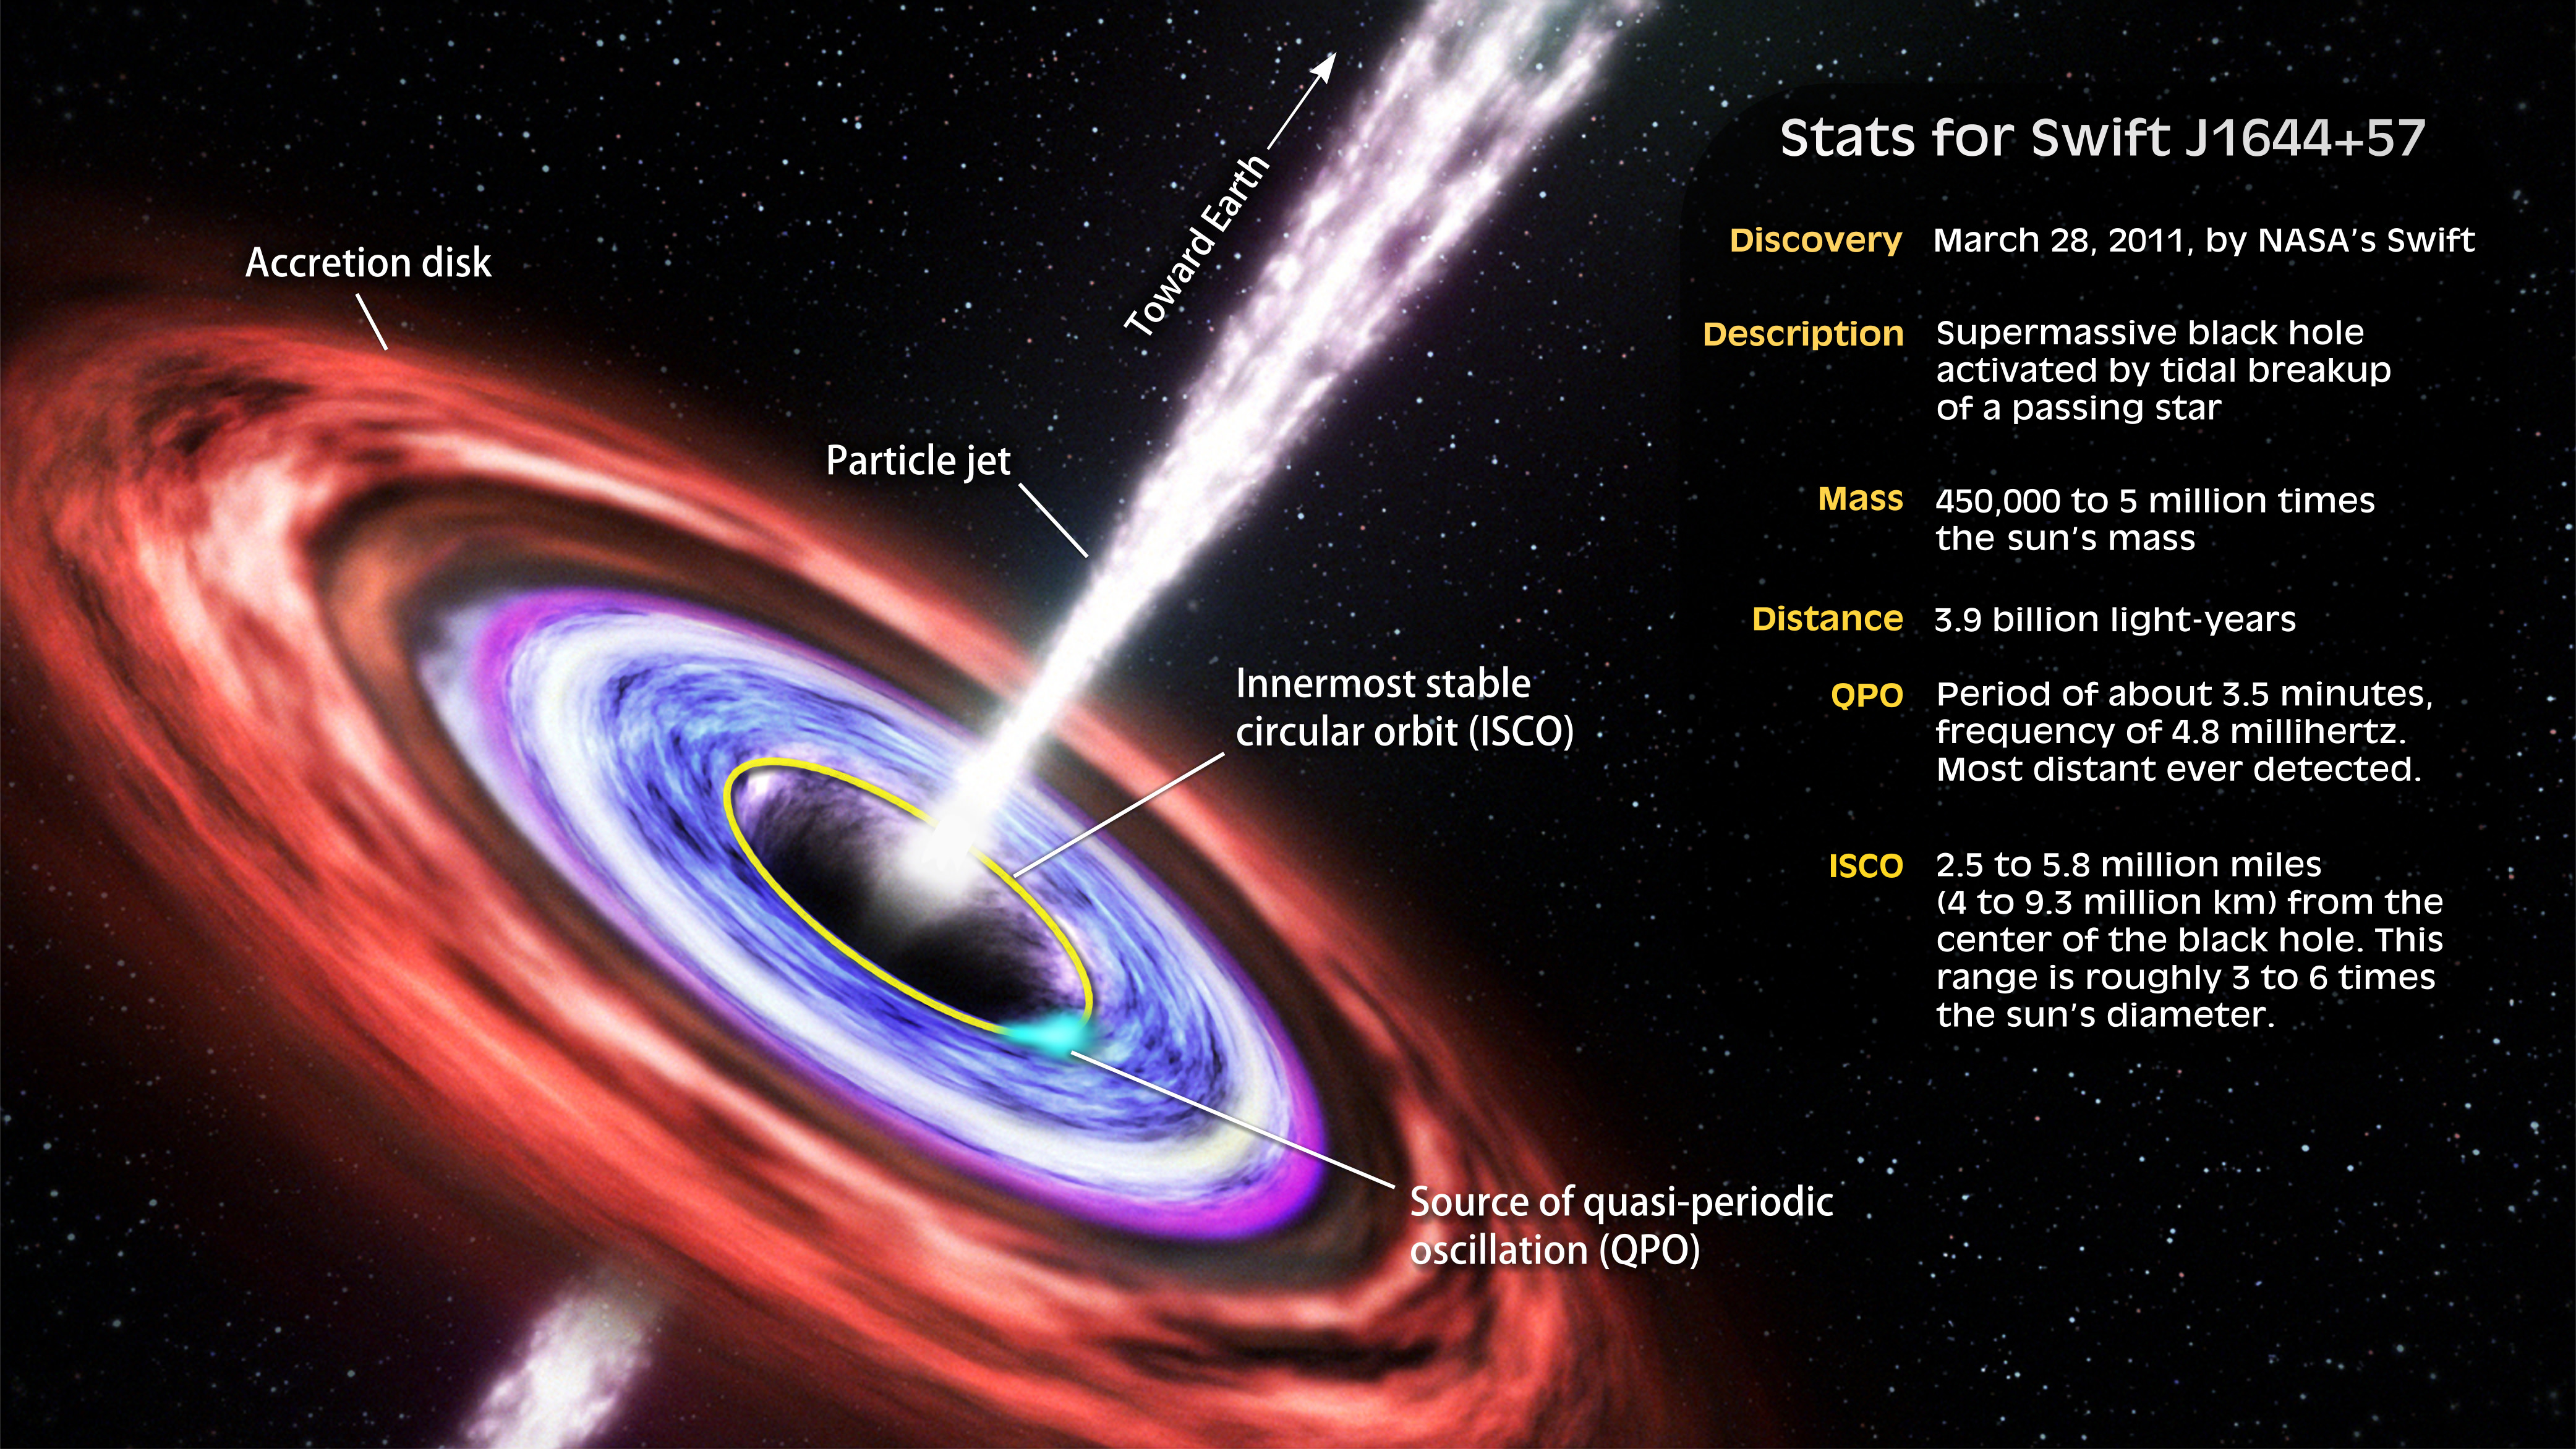 Accretion disk
Toward Earth
Particle jet
Innermost stable
circular orbit (ISCO)
Source of quasi-periodic
oscillation (QPO)
Stats for Swift J1644+57
Discovery March 28, 2011, by NASA's Swift
Description Supermassive black hole
activated by tidal breakup
of a passing star
Mass 450,000 to 5 million times
the sun's mass
Distance 3.9 billion light-years
QPO Period of about 3.5 minutes,
frequency of 4.8 millihertz.
Most distant ever detected.
ISCO 2.5 to 5.8 million miles
(4 to 9.3 million km) from the
center of the black hole. This
range is roughly 3 to 6 times
the sun's diameter.